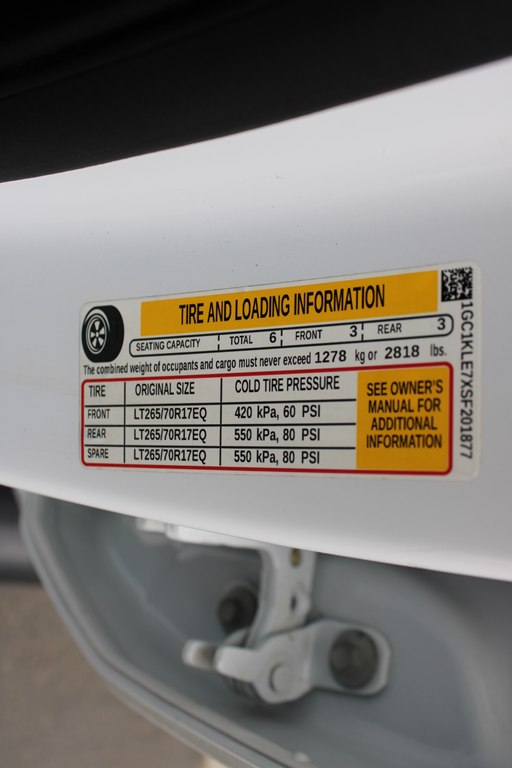 TIRE AND LOADING INFORMATION
SEATING CAPACITY TOTAL 6 FRONT 3 REAR 3
The combined weight of occupants and cargo must never exceed 1278 kg or 2818 lbs.
TIRE ORIGINAL SIZE COLD TIRE PRESSURE
FRONT LT265/70R17EQ 420 kPa, 60 PSI
REAR LT265/70R17EQ 550 kPa, 80 PSI
SPARE LT265/70R17EQ 550 kPa, 80 PSI
SEE OWNER'S
MANUAL FOR
ADDITIONAL
INFORMATION
1GC1KLE7XSF201877